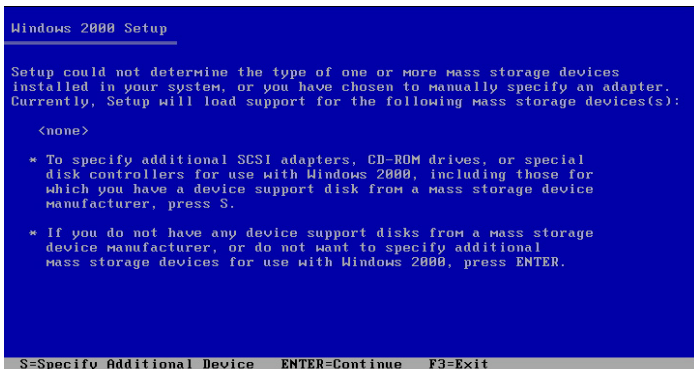 Windows 2000 Setup
Setup could not determine the type of one or more mass storage devices
installed in your system, or you have chosen to manually specify an adapter.
Currently, Setup will load support for the following mass storage devices(s):
<none>
* To specify additional SCSI adapters, CD-ROM drives, or special
disk controllers for use with Windows 2000, including those for
which you have a device support disk from a mass storage device
manufacturer, press S.
* If you do not have any device support disks from a mass storage
device manufacturer, or do not want to specify additional
mass storage devices for use with Windows 2000, press ENTER.
S=Specify Additional Device ENTER=Continue F3=Exit